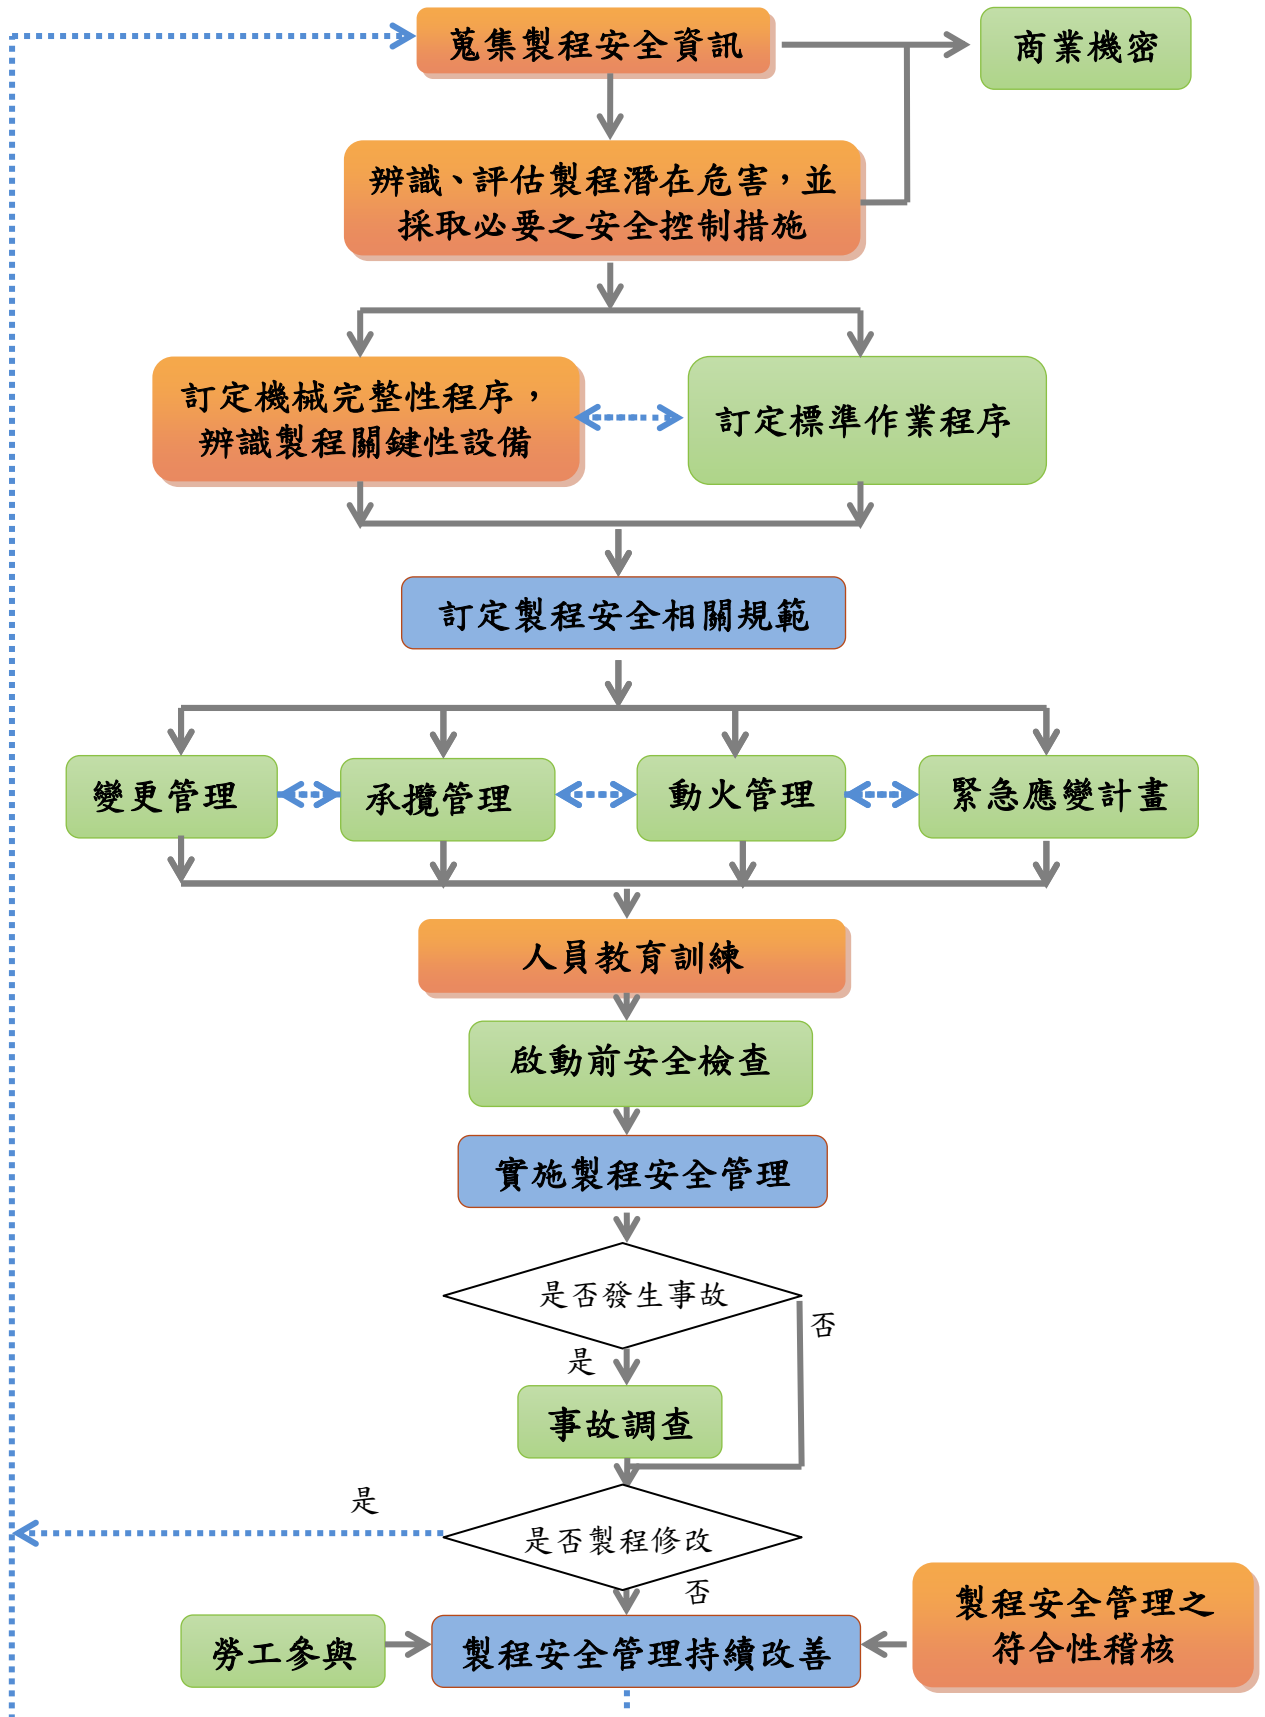 蒐集製程安全資訊
商業機密
辨識、評估製程潛在危害，並
採取必要之安全控制措施
訂定機械完整性程序，
辨識製程關鍵性設備
訂定標準作業程序
訂定製程安全相關規範
變更管理
承攬管理
動火管理
緊急應變計畫
人員教育訓練
啟動前安全檢查
實施製程安全管理
是否發生事故
否
是
事故調查
是
是否製程修改
否
製程安全管理之
符合性稽核
勞工參與
製程安全管理持續改善